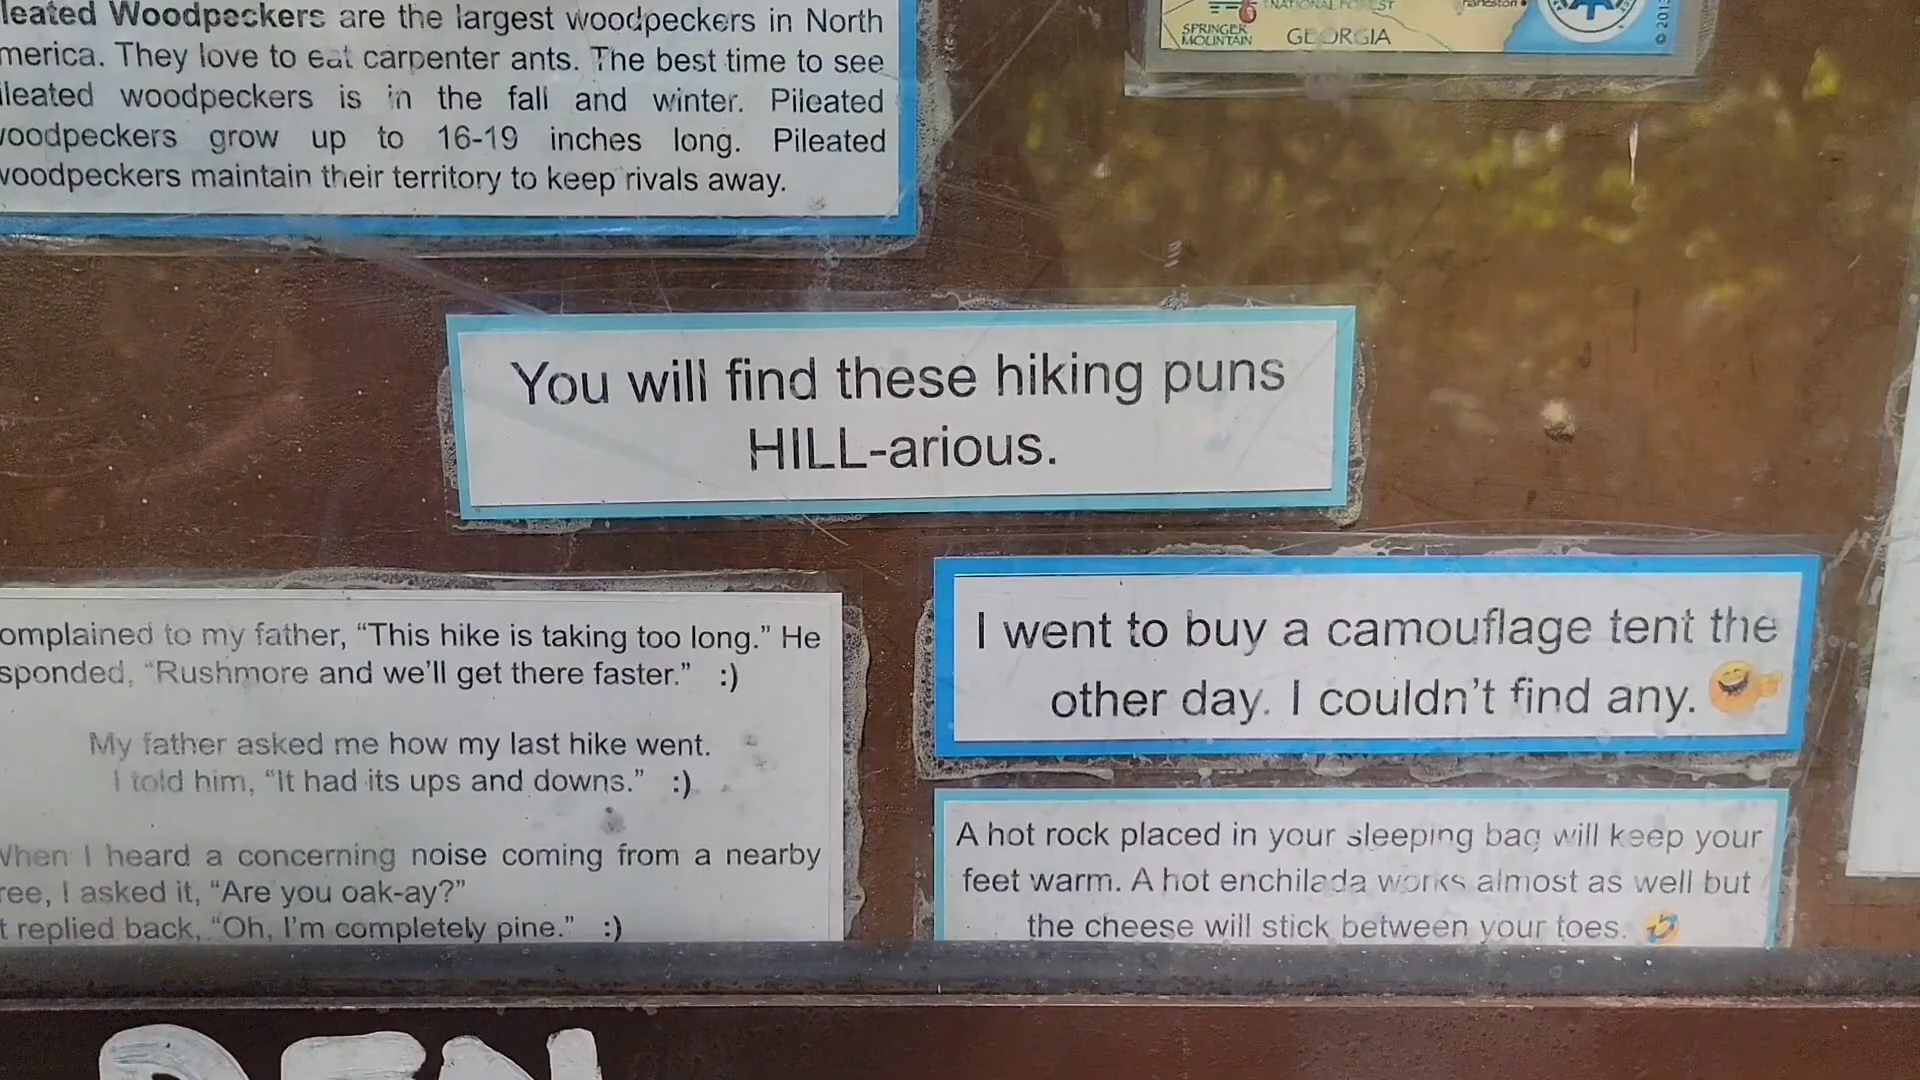 leated Woodpeckers are the largest woodpeckers in North
merica. They love to eat carpenter ants. The best time to see
ileated woodpeckers is in the fall and winter. Pileated
woodpeckers grow up to 16-19 inches long. Pileated
woodpeckers maintain their territory to keep rivals away.
NATIONAL FOREST
SPRINGER
MOUNTAIN
GEORGIA
You will find these hiking puns
HILL-arious.
omplained to my father, “This hike is taking too long.” He
sponded, “Rushmore and we’ll get there faster.” :)
My father asked me how my last hike went.
I told him, “It had its ups and downs.” :)
When I heard a concerning noise coming from a nearby
ree, I asked it, “Are you oak-ay?”
t replied back, “Oh, I’m completely pine.” :)
I went to buy a camouflage tent the
other day. I couldn’t find any.
A hot rock placed in your sleeping bag will keep your
feet warm. A hot enchilada works almost as well but
the cheese will stick between your toes.